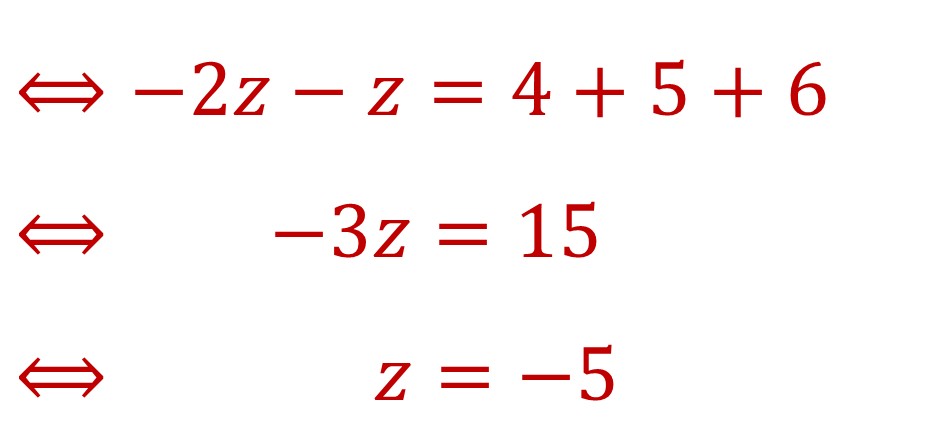 ⟺ −2z − z = 4 + 5 + 6
⟺ −3z = 15
⟺ z = −5